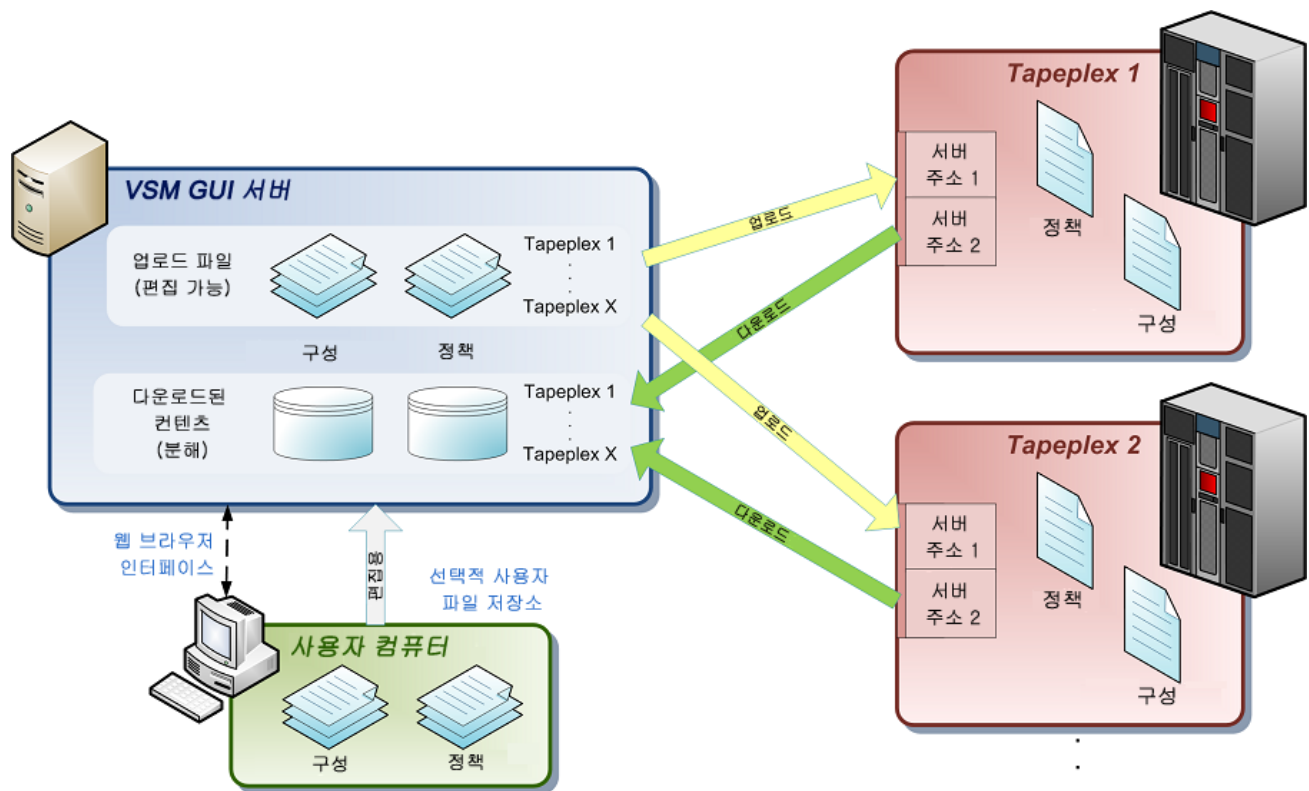 VSM GUI 서버
업로드 파일
(편집 가능)
Tapeplex 1
.
.
.
Tapeplex X
구성
정책
다운로드된
컨텐츠
(분해)
Tapeplex 1
.
.
.
Tapeplex X
웹 브라우저
인터페이스
편집용
선택적 사용자
파일 저장소
사용자 컴퓨터
구성
정책
업로드
다운로드
업로드
다운로드
Tapeplex 1
서버
주소 1
서버
주소 2
정책
구성
Tapeplex 2
서버
주소 1
서버
주소 2
정책
구성
.
.